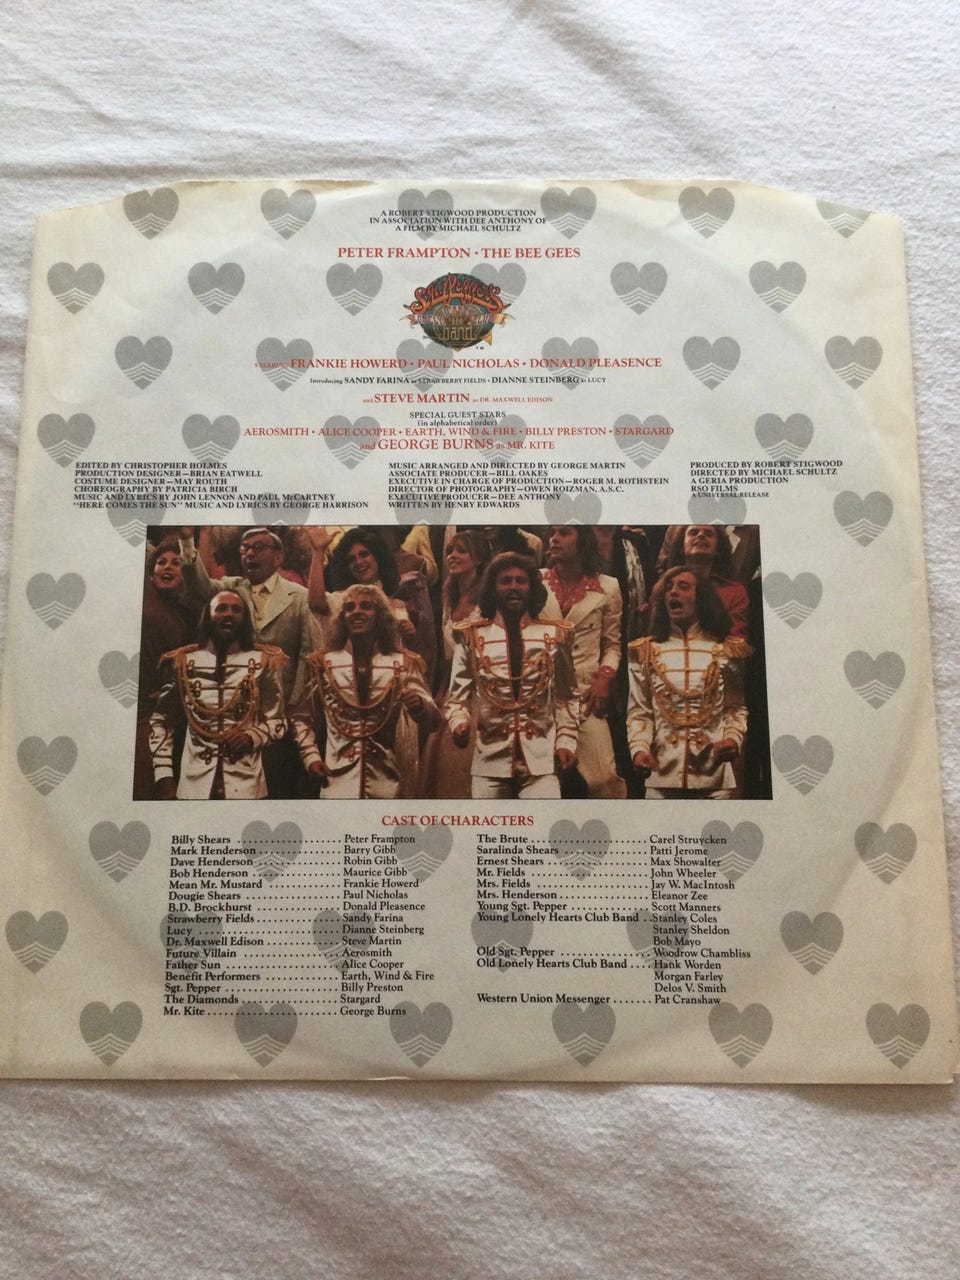 A ROBERT STIGWOOD PRODUCTION
IN ASSOCIATION WITH DEE ANTHONY OF
A FILM BY MICHAEL SCHULTZ
PETER FRAMPTON · THE BEE GEES
Sgt. Pepper's
LONELY HEARTS CLUB
band
T.M.
STARRING FRANKIE HOWERD · PAUL NICHOLAS · DONALD PLEASENCE
Introducing SANDY FARINA as STRAWBERRY FIELDS · DIANNE STEINBERG as LUCY
and STEVE MARTIN as DR. MAXWELL EDISON
SPECIAL GUEST STARS
(in alphabetical order)
AEROSMITH · ALICE COOPER · EARTH, WIND & FIRE · BILLY PRESTON · STARGARD
and GEORGE BURNS as MR. KITE
EDITED BY CHRISTOPHER HOLMES
PRODUCTION DESIGNER—BRIAN EATWELL
COSTUME DESIGNER—MAY ROUTH
CHOREOGRAPHY BY PATRICIA BIRCH
MUSIC AND LYRICS BY JOHN LENNON AND PAUL McCARTNEY
"HERE COMES THE SUN" MUSIC AND LYRICS BY GEORGE HARRISON
MUSIC ARRANGED AND DIRECTED BY GEORGE MARTIN
ASSOCIATE PRODUCER—BILL OAKES
EXECUTIVE IN CHARGE OF PRODUCTION—ROGER M. ROTHSTEIN
DIRECTOR OF PHOTOGRAPHY—OWEN ROIZMAN, A.S.C.
EXECUTIVE PRODUCER—DEE ANTHONY
WRITTEN BY HENRY EDWARDS
PRODUCED BY ROBERT STIGWOOD
DIRECTED BY MICHAEL SCHULTZ
A GERIA PRODUCTION
RSO FILMS
A UNIVERSAL RELEASE
CAST OF CHARACTERS
Billy Shears .................... Peter Frampton
Mark Henderson ............... Barry Gibb
Dave Henderson ............... Robin Gibb
Bob Henderson ................ Maurice Gibb
Mean Mr. Mustard ............. Frankie Howerd
Dougie Shears .................. Paul Nicholas
B.D. Brockhurst ................ Donald Pleasence
Strawberry Fields ............... Sandy Farina
Lucy ........................... Dianne Steinberg
Dr. Maxwell Edison ............. Steve Martin
Future Villain .................. Aerosmith
Father Sun ..................... Alice Cooper
Benefit Performers .............. Earth, Wind & Fire
Sgt. Pepper ..................... Billy Preston
The Diamonds .................. Stargard
Mr. Kite ........................ George Burns
The Brute ...................... Carel Struycken
Saralinda Shears ................ Patti Jerome
Ernest Shears ................... Max Showalter
Mr. Fields ...................... John Wheeler
Mrs. Fields ..................... Jay W. MacIntosh
Mrs. Henderson ................. Eleanor Zee
Young Sgt. Pepper .............. Scott Manners
Young Lonely Hearts Club Band .. Stanley Coles
Stanley Sheldon
Bob Mayo
Old Sgt. Pepper ................. Woodrow Chambliss
Old Lonely Hearts Club Band .... Hank Worden
Morgan Farley
Delos V. Smith
Western Union Messenger ....... Pat Cranshaw